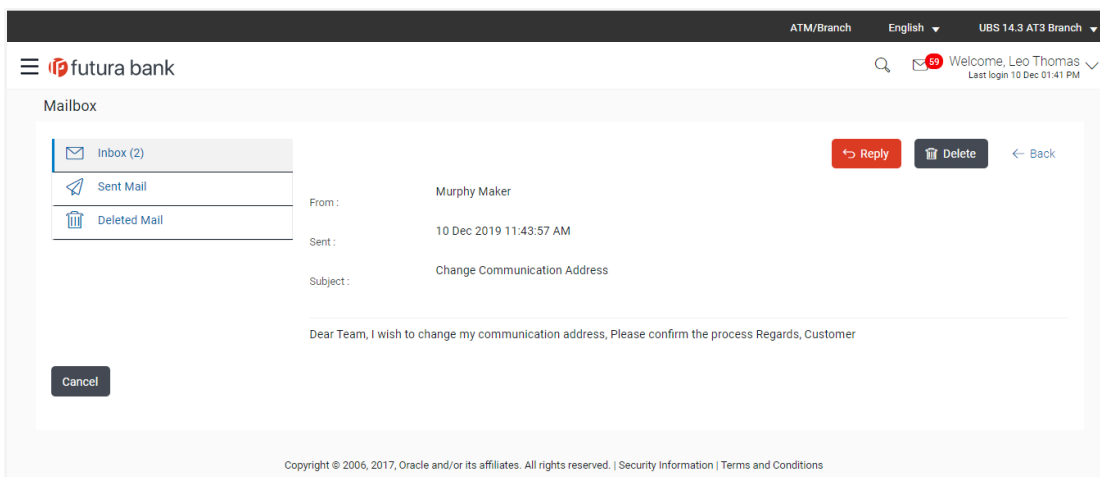 ATM/Branch English UBS 14.3 AT3 Branch
futura bank 59 Welcome, Leo Thomas
Last login 10 Dec 01:41 PM
Mailbox
Inbox (2)
Reply Delete Back
Sent Mail
Deleted Mail
From : Murphy Maker
Sent : 10 Dec 2019 11:43:57 AM
Subject : Change Communication Address
Dear Team, I wish to change my communication address, Please confirm the process Regards, Customer
Cancel
Copyright © 2006, 2017, Oracle and/or its affiliates. All rights reserved. | Security Information | Terms and Conditions